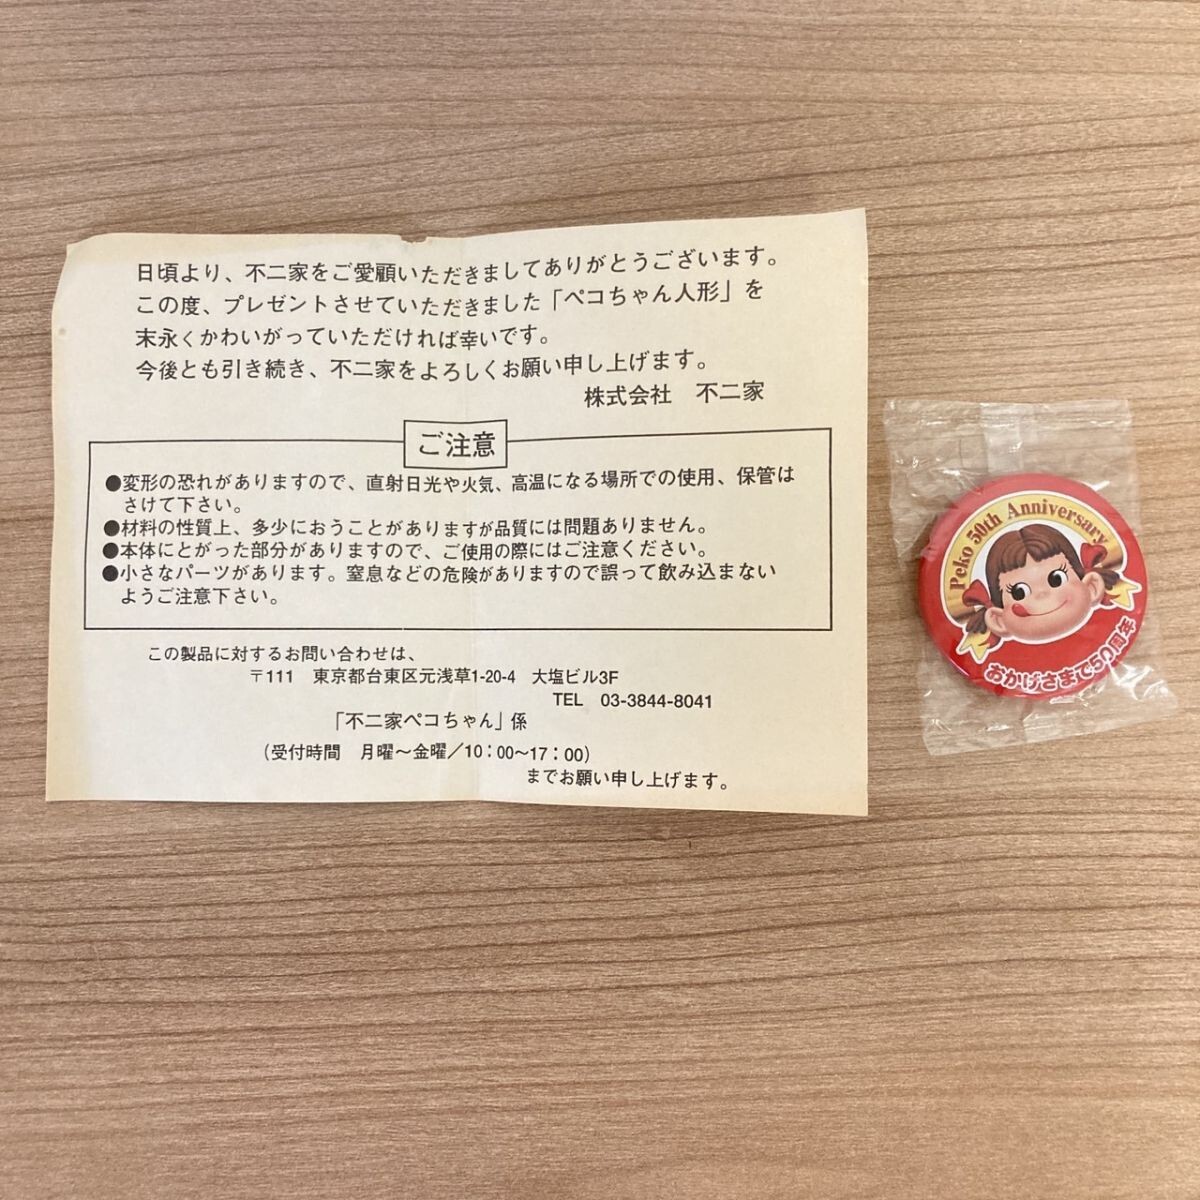 日頃より、不二家をご愛顧いただきましてありがとうございます。
この度、プレゼントさせていただきました「ペコちゃん人形」を
末永くかわいがっていただければ幸いです。
今後とも引き続き、不二家をよろしくお願い申し上げます。
株式会社 不二家
ご注意
●変形の恐れがありますので、直射日光や火気、高温になる場所での使用、保管は
さけて下さい。
●材料の性質上、多少におうことがありますが品質には問題ありません。
●本体にとがった部分がありますので、ご使用の際にはご注意ください。
●小さなパーツがあります。窒息などの危険がありますので誤って飲み込まない
ようご注意下さい。
この製品に対するお問い合わせは、
〒111 東京都台東区元浅草1-20-4 大塩ビル3F
TEL 03-3844-8041
「不二家ペコちゃん」係
(受付時間 月曜〜金曜/10:00〜17:00)
までお願い申し上げます。
Peko 50th Anniversary
おかげさまで50周年